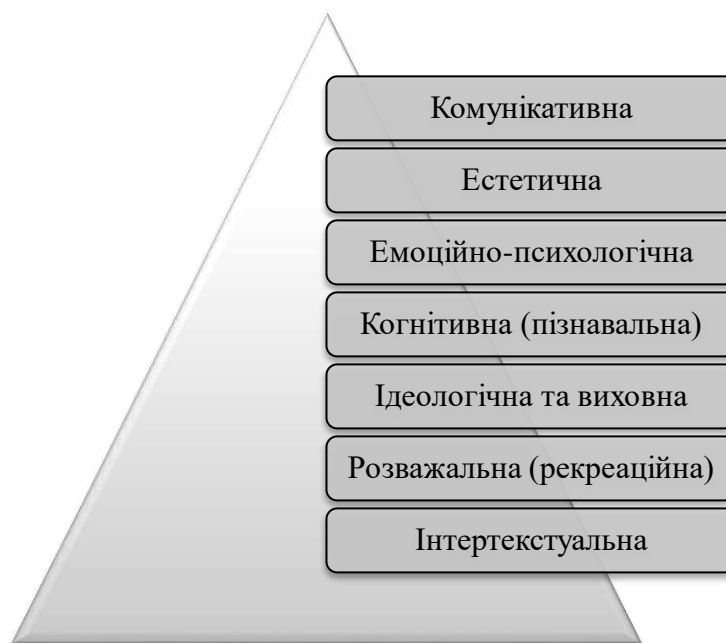 Комунікативна
Естетична
Емоційно-психологічна
Когнітивна (пізнавальна)
Ідеологічна та виховна
Розважальна (рекреаційна)
Інтертекстуальна